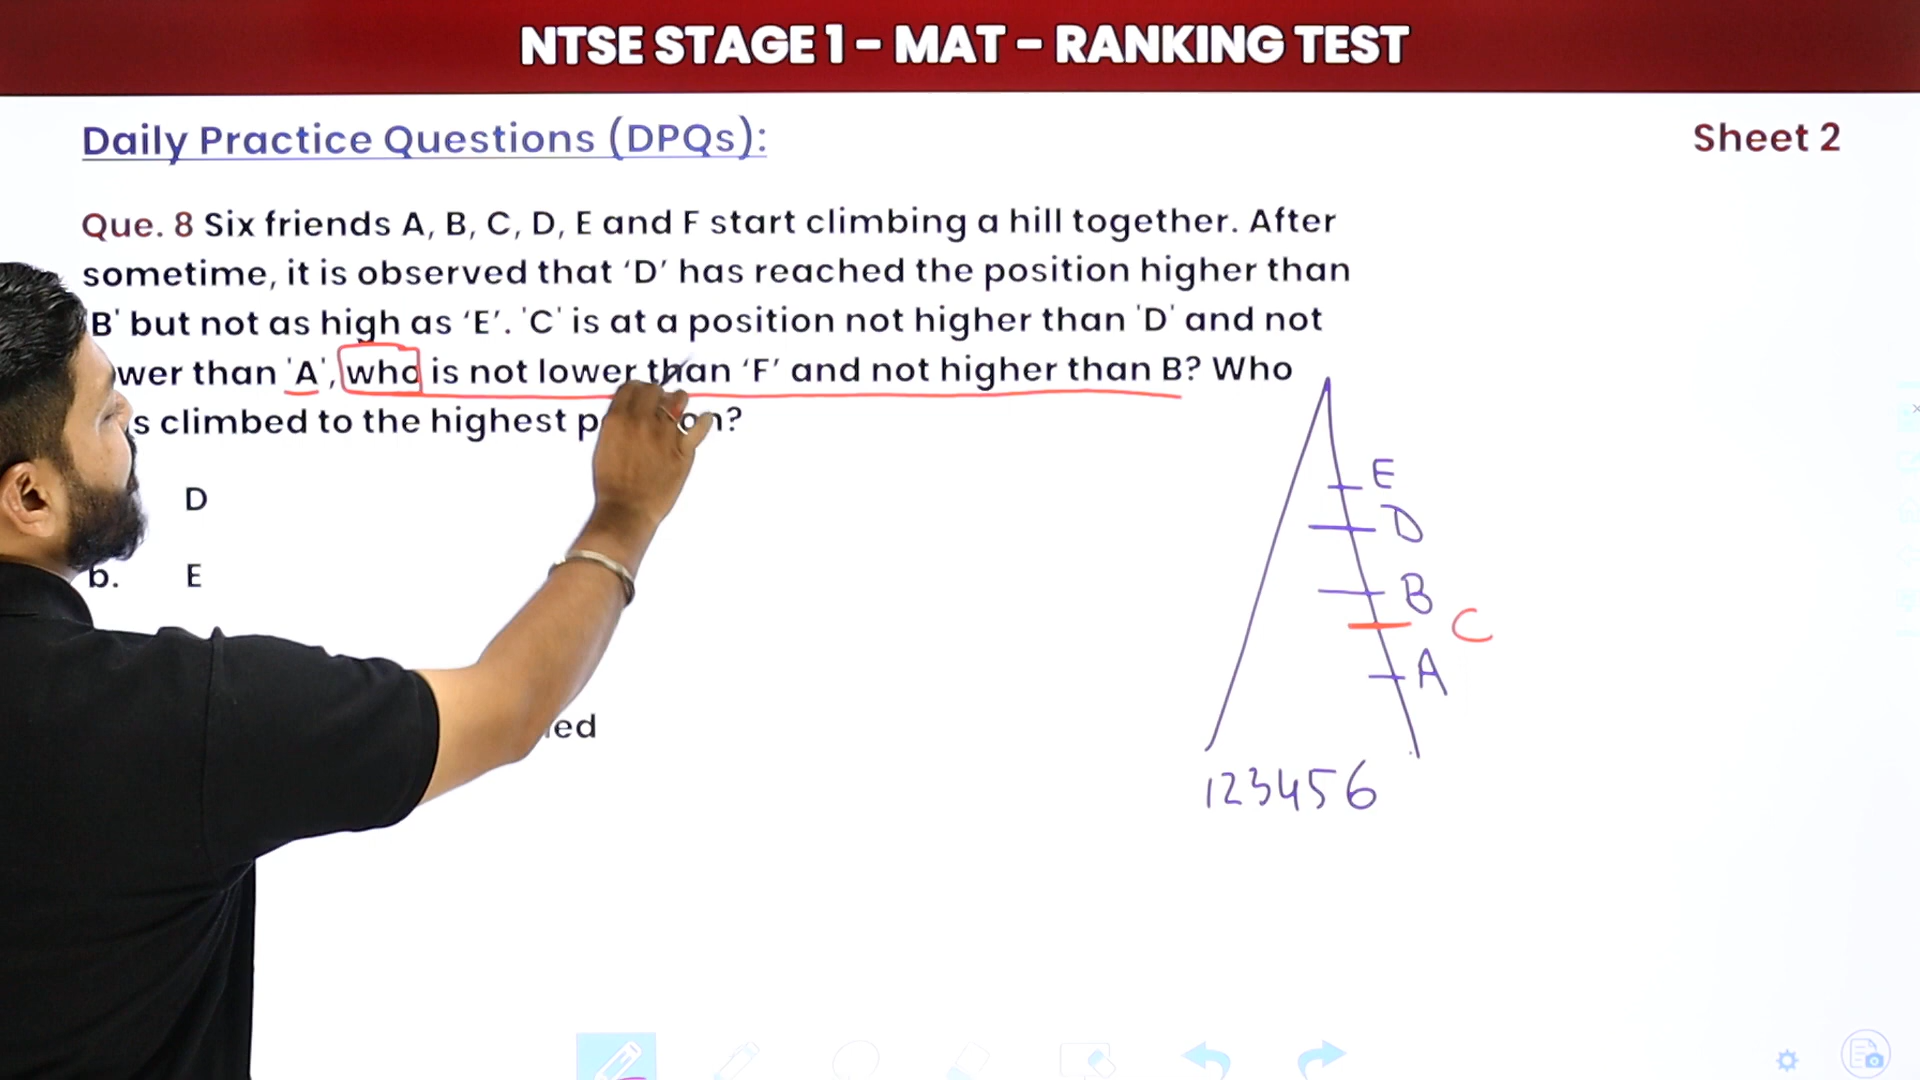 NTSE STAGE 1 - MAT - RANKING TEST
Daily Practice Questions (DPQs):
Sheet 2
Que. 8 Six friends A, B, C, D, E and F start climbing a hill together. After
sometime, it is observed that ‘D’ has reached the position higher than
B' but not as high as ‘E’. 'C' is at a position not higher than 'D' and not
wer than 'A', who is not lower than ‘F’ and not higher than B? Who
s climbed to the highest p on?
D
b. E
ed
E
D
B
C
A
123456